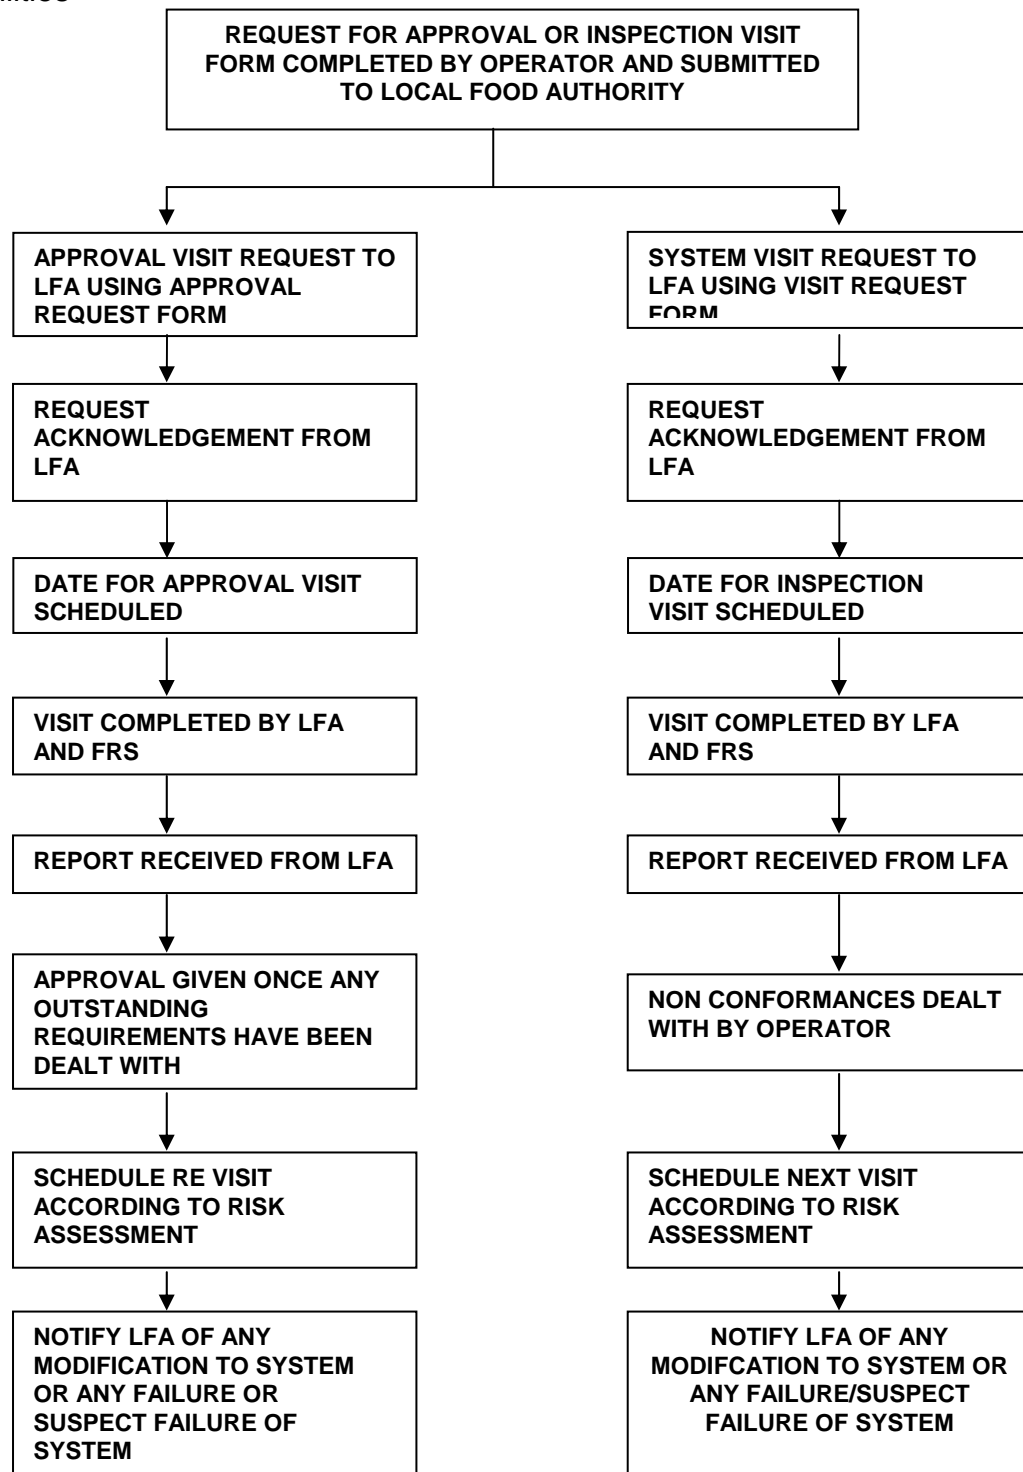 REQUEST FOR APPROVAL OR INSPECTION VISIT
FORM COMPLETED BY OPERATOR AND SUBMITTED
TO LOCAL FOOD AUTHORITY
APPROVAL VISIT REQUEST TO
LFA USING APPROVAL
REQUEST FORM
REQUEST
ACKNOWLEDGEMENT FROM
LFA
DATE FOR APPROVAL VISIT
SCHEDULED
VISIT COMPLETED BY LFA
AND FRS
REPORT RECEIVED FROM LFA
APPROVAL GIVEN ONCE ANY
OUTSTANDING
REQUIREMENTS HAVE BEEN
DEALT WITH
SCHEDULE RE VISIT
ACCORDING TO RISK
ASSESSMENT
NOTIFY LFA OF ANY
MODIFICATION TO SYSTEM
OR ANY FAILURE OR
SUSPECT FAILURE OF
SYSTEM
SYSTEM VISIT REQUEST TO
LFA USING VISIT REQUEST
FORM
REQUEST
ACKNOWLEDGEMENT FROM
LFA
DATE FOR INSPECTION
VISIT SCHEDULED
VISIT COMPLETED BY LFA
AND FRS
REPORT RECEIVED FROM LFA
NON CONFORMANCES DEALT
WITH BY OPERATOR
SCHEDULE NEXT VISIT
ACCORDING TO RISK
ASSESSMENT
NOTIFY LFA OF ANY
MODIFCATION TO SYSTEM OR
ANY FAILURE/SUSPECT
FAILURE OF SYSTEM